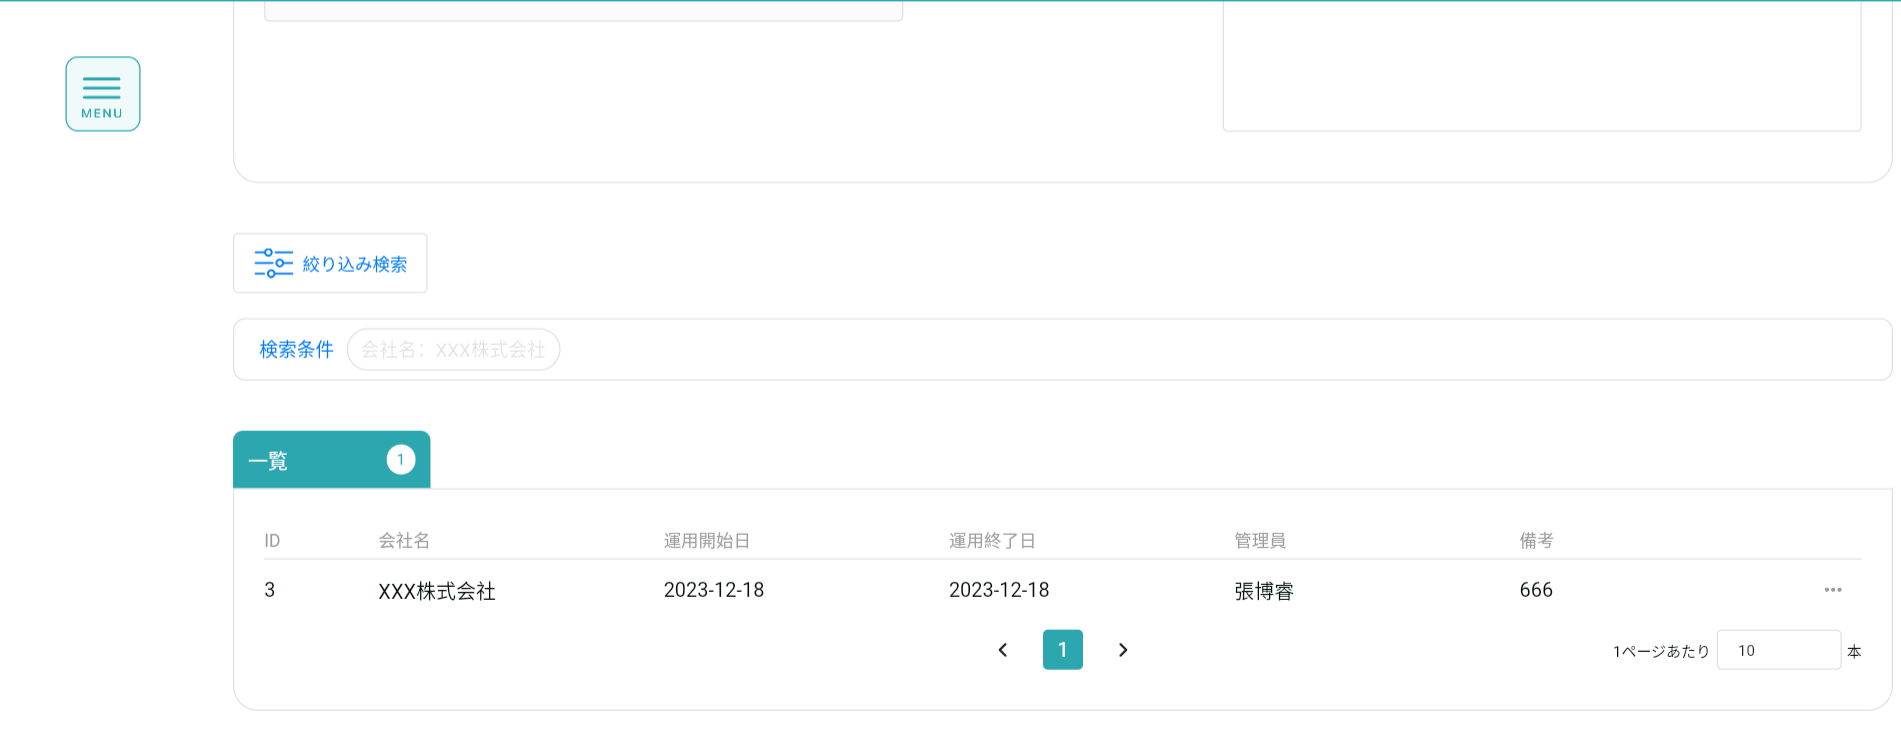 MENU
絞り込み検索
検索条件 会社名：XXX株式会社
一覧 1
ID 会社名 運用開始日 運用終了日 管理員 備考
3 XXX株式会社 2023-12-18 2023-12-18 張博睿 666
1
1ページあたり 10 本